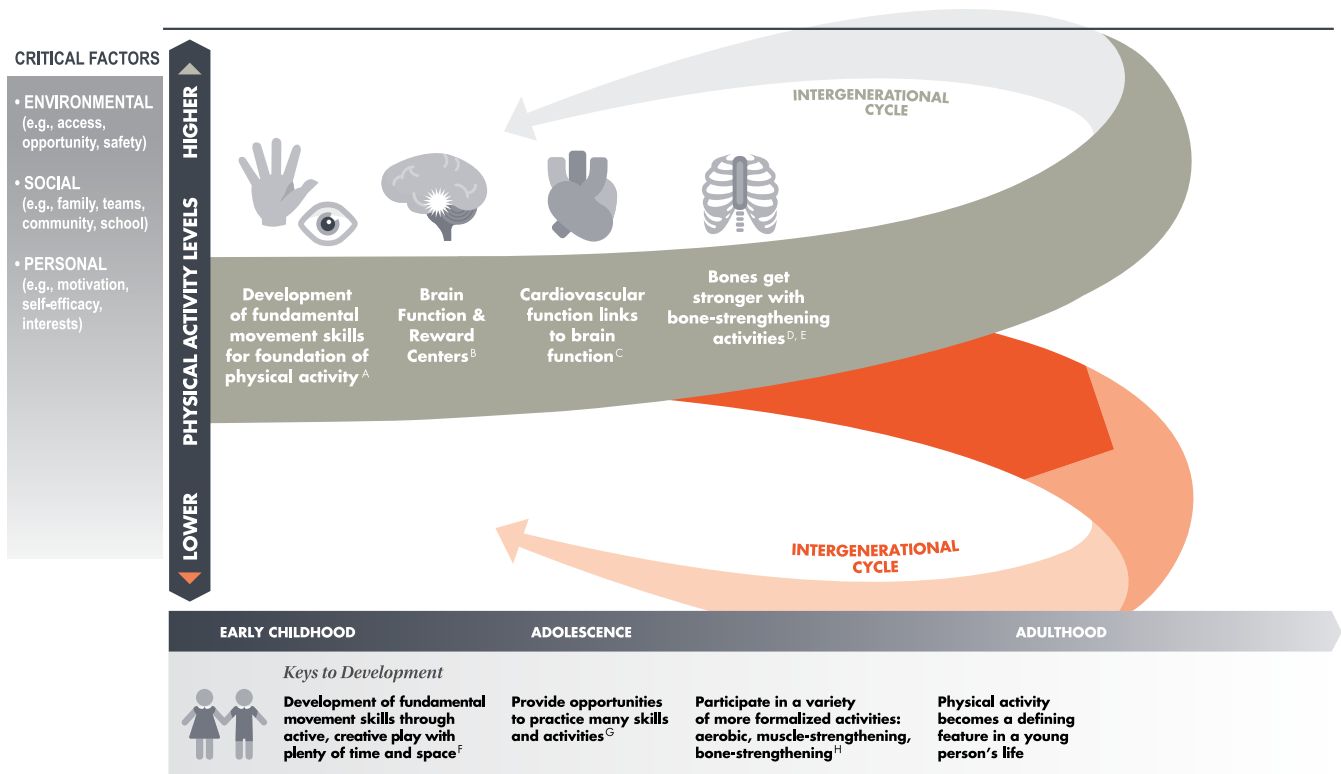 CRITICAL FACTORS
• ENVIRONMENTAL
(e.g., access,
opportunity, safety)
• SOCIAL
(e.g., family, teams,
community, school)
• PERSONAL
(e.g., motivation,
self-efficacy,
interests)
HIGHER
PHYSICAL ACTIVITY LEVELS
LOWER
INTERGENERATIONAL
CYCLE
Development
of fundamental
movement skills
for foundation of
physical activity A
Brain
Function &
Reward
Centers B
Cardiovascular
function links
to brain
function C
Bones get
stronger with
bone-strengthening
activities D, E
INTERGENERATIONAL
CYCLE
EARLY CHILDHOOD
ADOLESCENCE
ADULTHOOD
Keys to Development
Development of fundamental
movement skills through
active, creative play with
plenty of time and space F
Provide opportunities
to practice many skills
and activities G
Participate in a variety
of more formalized activities:
aerobic, muscle-strengthening,
bone-strengthening H
Physical activity
becomes a defining
feature in a young
person's life